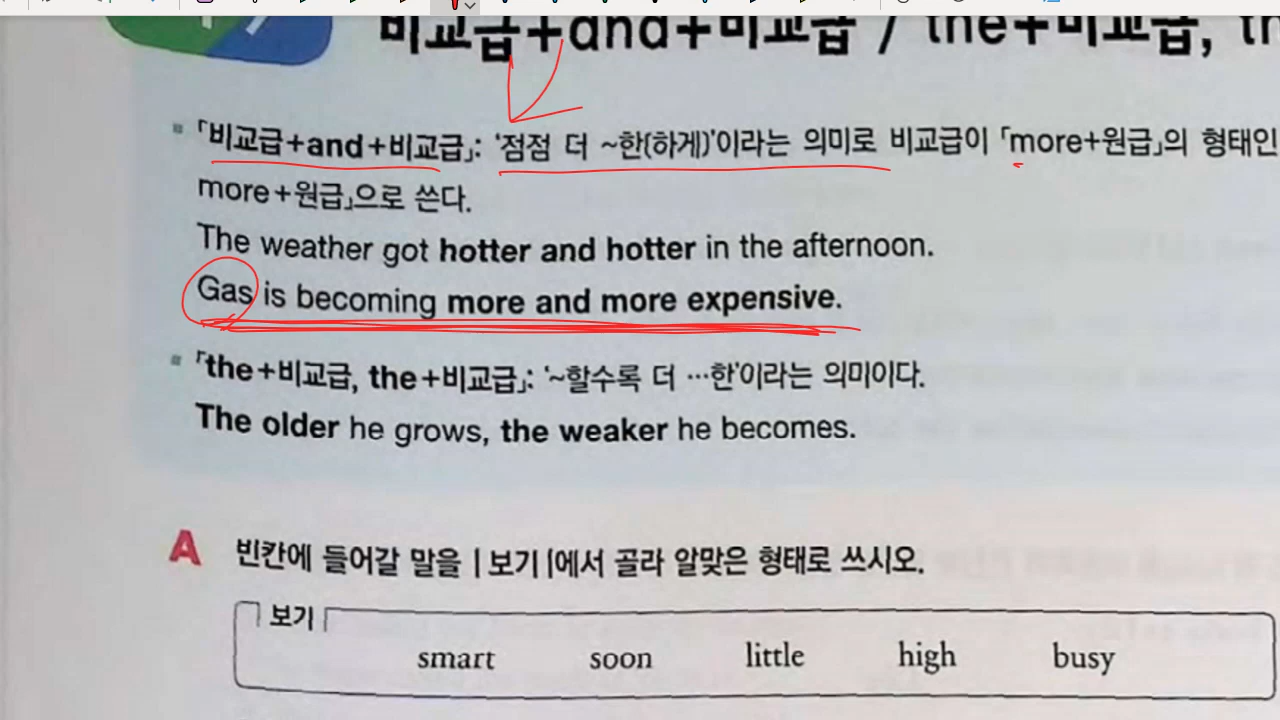 비교급+and+비교급 / the+비교급, th
「비교급+and+비교급」: '점점 더 ~한(하게)'이라는 의미로 비교급이 「more+원급」의 형태인
more+원급」으로 쓴다.
The weather got hotter and hotter in the afternoon.
Gas is becoming more and more expensive.
「the+비교급, the+비교급」: '~할수록 더 …한'이라는 의미이다.
The older he grows, the weaker he becomes.
A 빈칸에 들어갈 말을 |보기|에서 골라 알맞은 형태로 쓰시오.
보기
smart soon little high busy